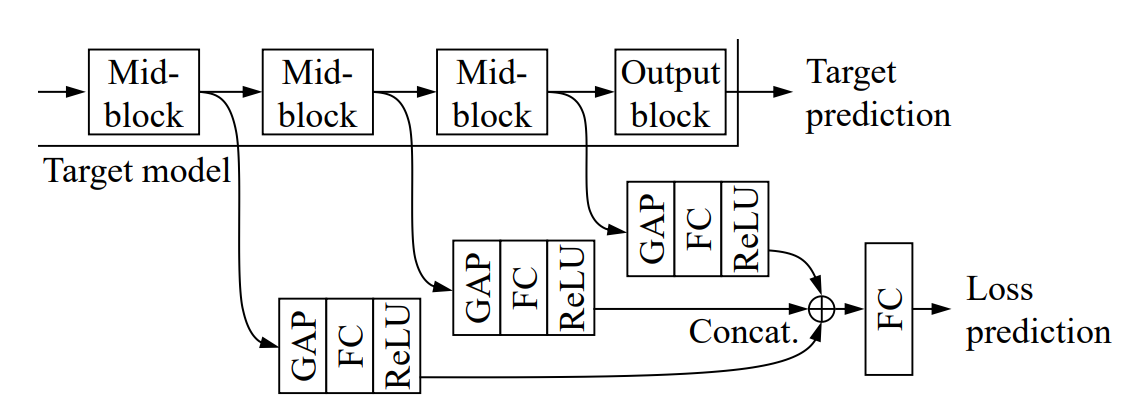 Mid-
block
Mid-
block
Mid-
block
Output
block
Target
prediction
Target model
GAP
FC
ReLU
GAP
FC
ReLU
GAP
FC
ReLU
Concat.
FC
Loss
prediction